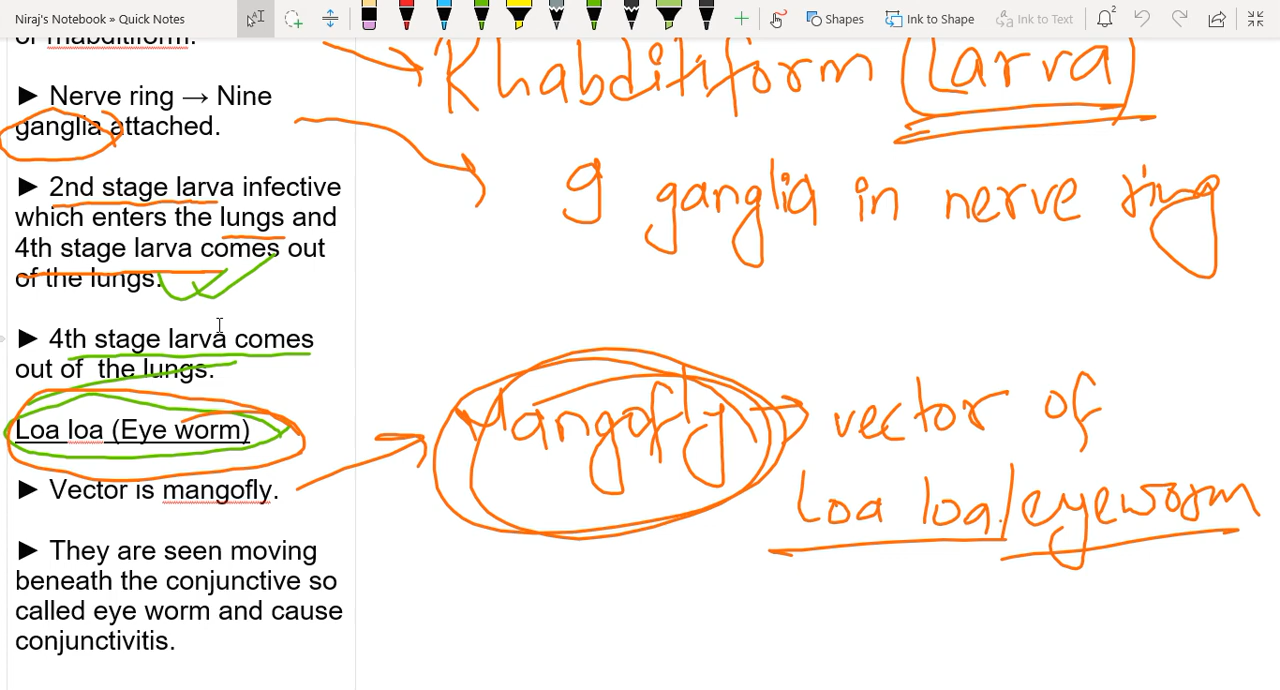 Niraj's Notebook » Quick Notes
Shapes
Ink to Shape
Ink to Text
2
or rhabditiform.
► Nerve ring → Nine
ganglia attached.
► 2nd stage larva infective
which enters the lungs and
4th stage larva comes out
of the lungs.
► 4th stage larva comes
out of the lungs.
Loa loa (Eye worm)
► Vector is mangofly.
► They are seen moving
beneath the conjunctive so
called eye worm and cause
conjunctivitis.
Rhabditiform (Larva)
9 ganglia in nerve ring
Mangofly → vector of
Loa loa/eyeworm